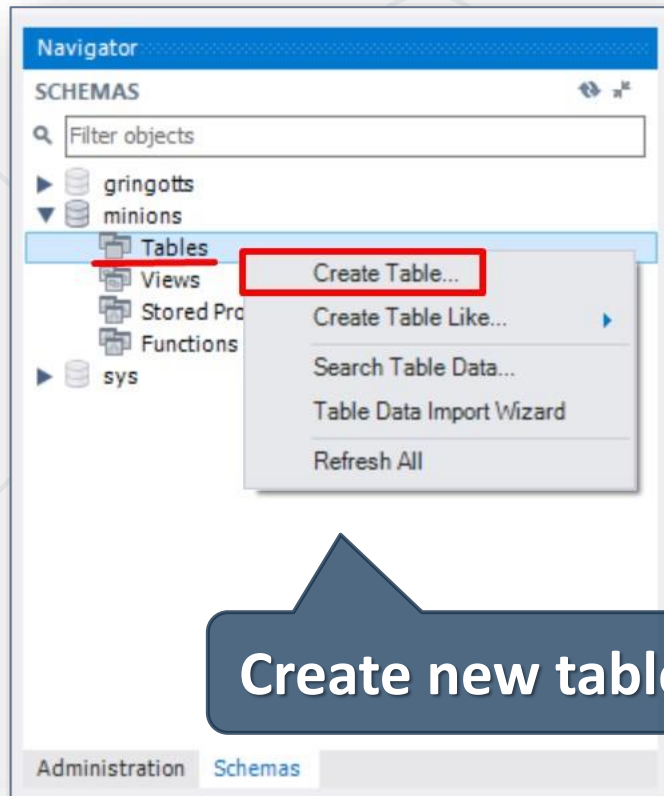 Navigator
SCHEMAS
Filter objects
gringotts
minions
Tables
Views
Stored Pro
Functions
sys
Create Table...
Create Table Like...
Search Table Data...
Table Data Import Wizard
Refresh All
Create new table
Administration Schemas